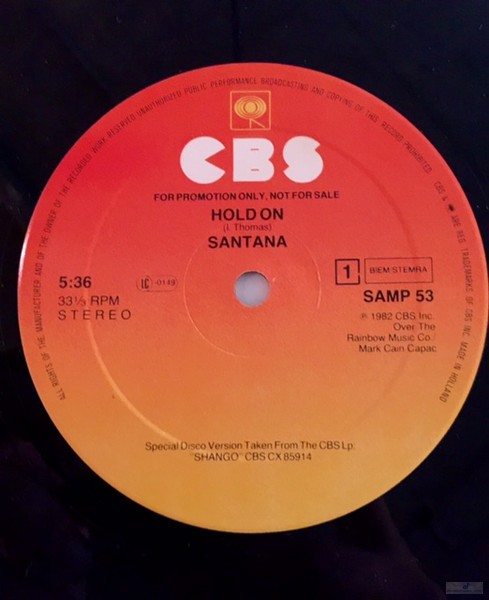 ALL RIGHTS OF THE MANUFACTURER AND OF THE OWNER OF THE RECORDED WORK RESERVED UNAUTHORIZED PUBLIC PERFORMANCE BROADCASTING AND COPYING OF THIS RECORD PROHIBITED.
CBS & ARE REG. TRADEMARKS OF CBS INC. MADE IN HOLLAND
CBS
FOR PROMOTION ONLY, NOT FOR SALE
HOLD ON
(I. Thomas)
SANTANA
5:36
33⅓ RPM
STEREO
LC 0149
1
BIEM/STEMRA
SAMP 53
℗ 1982 CBS Inc.
Over The
Rainbow Music Co./
Mark Cain Capac
Special Disco Version Taken From The CBS Lp:
"SHANGO" CBS CX 85914